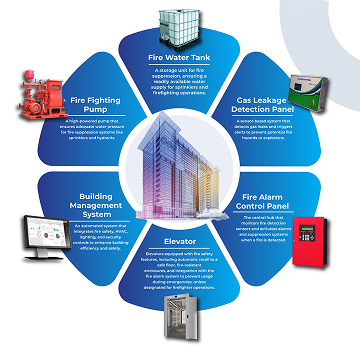 Fire Water Tank
A storage unit for fire
suppression, ensuring a
readily available water
supply for sprinklers and
firefighting operations.
Gas Leakage
Detection Panel
A sensor-based system that
detects gas leaks and triggers
alerts to prevent potential fire
hazards or explosions.
Fire Alarm
Control Panel
The central hub that
monitors fire detection
sensors and activates alarms
and suppression systems
when a fire is detected.
Elevator
Elevators equipped with fire safety
features, including automatic recall to a
safe floor, fire-resistant
enclosures, and integration with the
fire alarm system to prevent usage
during emergencies unless
designated for firefighter operations.
Building
Management
System
An automated system that
integrates fire safety, HVAC,
lighting, and security
controls to enhance building
efficiency and safety.
Fire Fighting
Pump
A high-powered pump that
ensures adequate water pressure
for fire suppression systems like
sprinklers and hydrants.